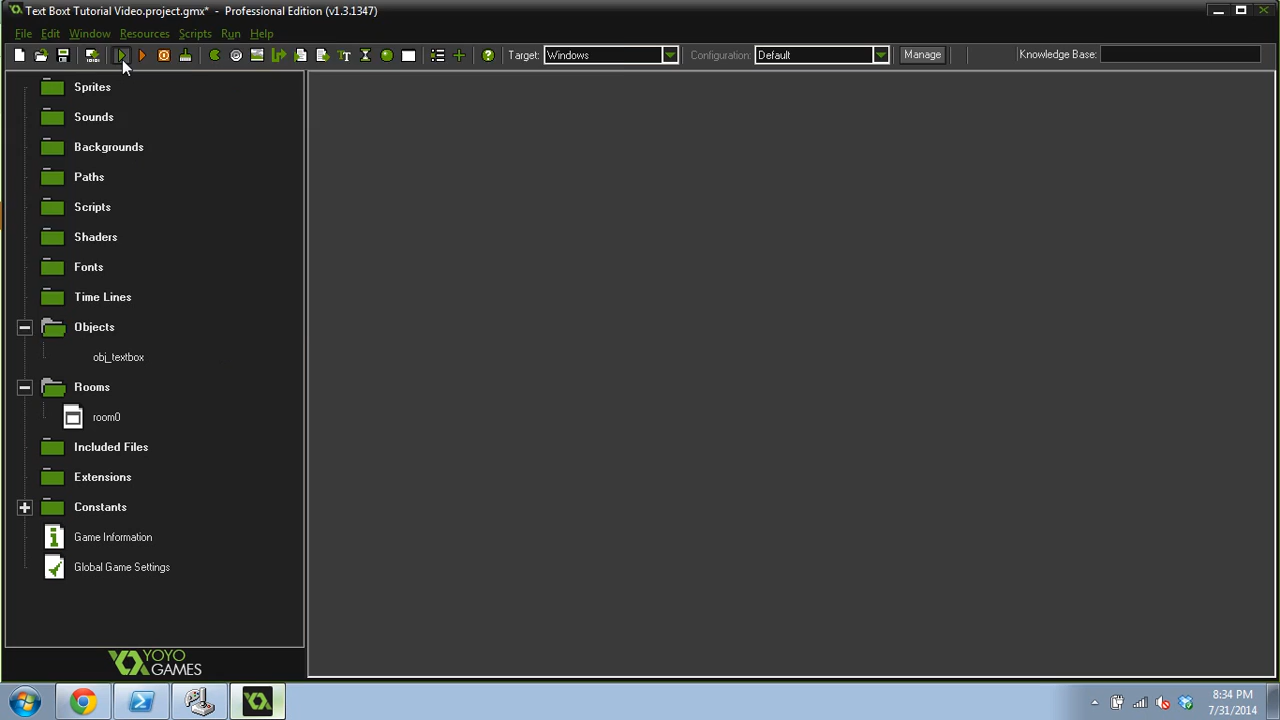 Text Boxt Tutorial Video.project.gmx* - Professional Edition (v1.3.1347)
File Edit Window Resources Scripts Run Help
Target: Windows Configuration: Default Manage Knowledge Base:
Sprites
Sounds
Backgrounds
Paths
Scripts
Shaders
Fonts
Time Lines
Objects
obj_textbox
Rooms
room0
Included Files
Extensions
Constants
Game Information
Global Game Settings
YOYO
GAMES
8:34 PM
7/31/2014